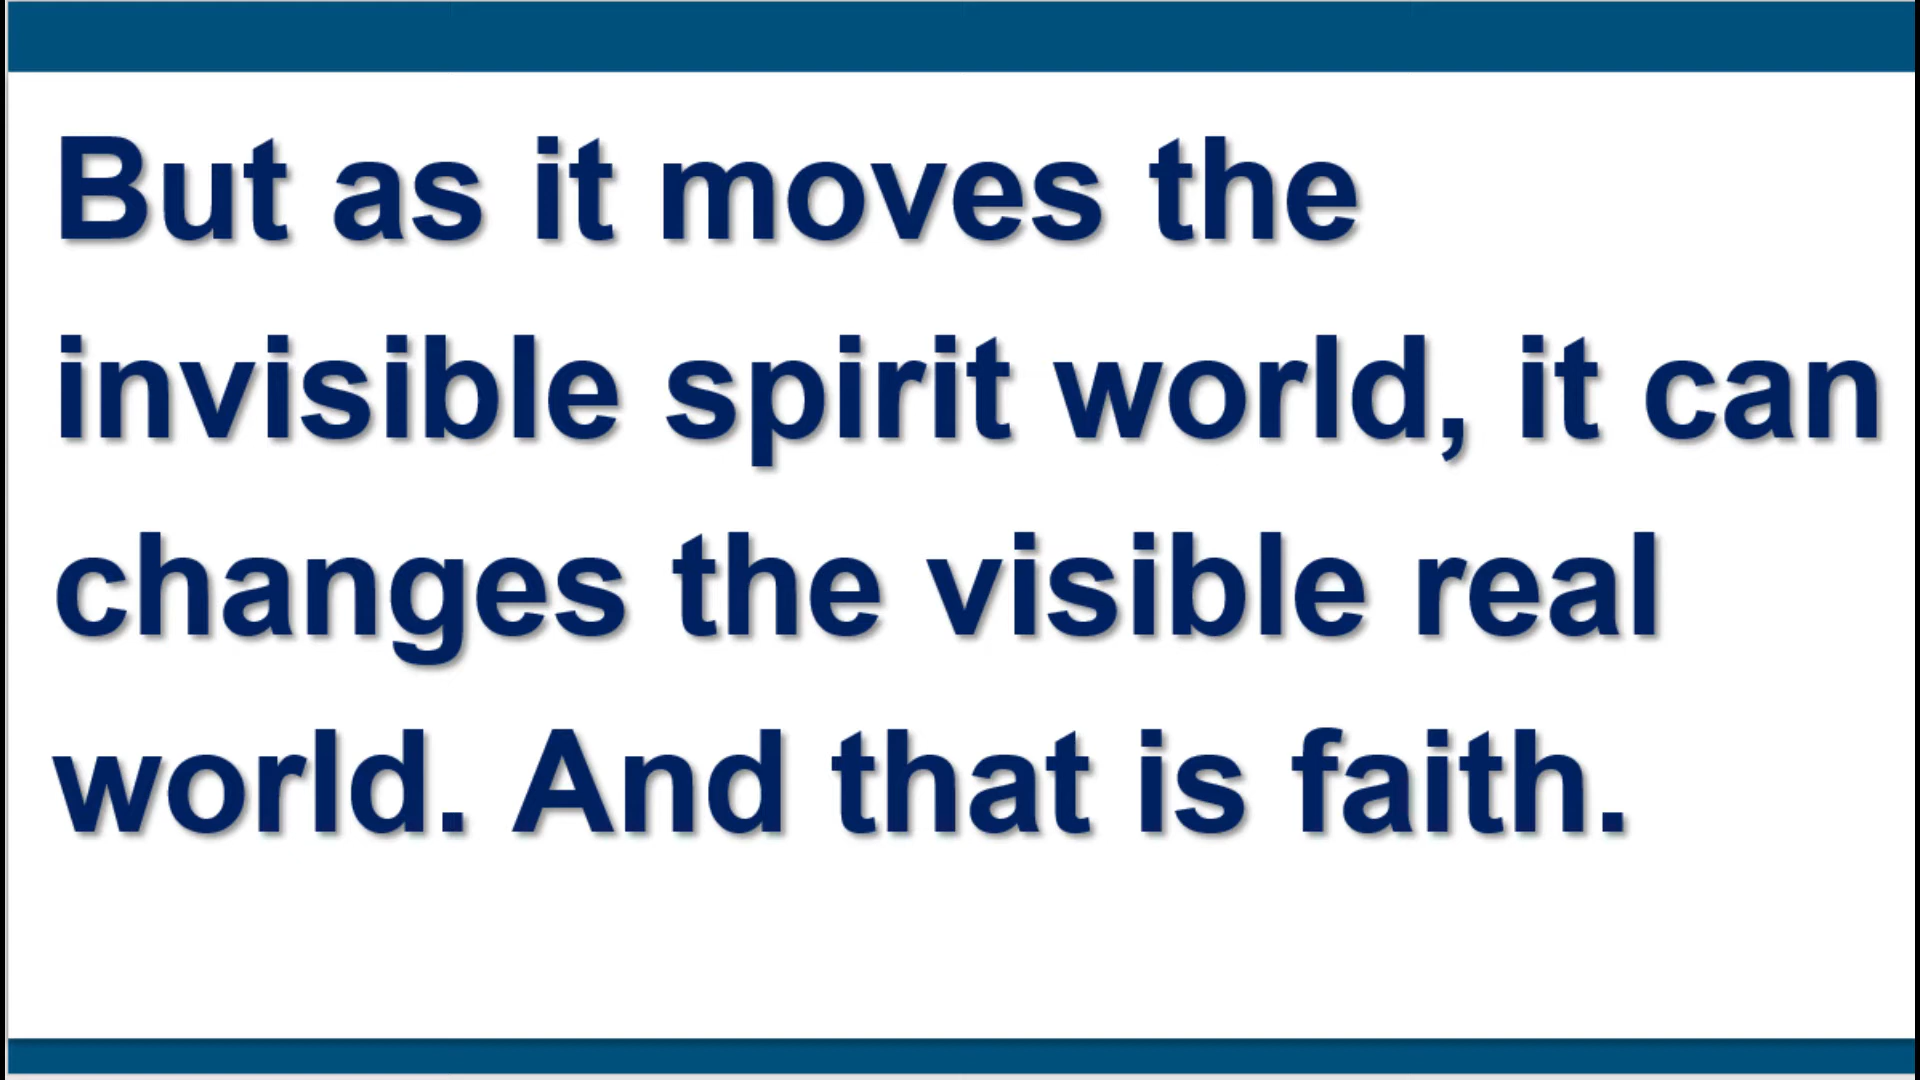 But as it moves the
invisible spirit world, it can
changes the visible real
world. And that is faith.